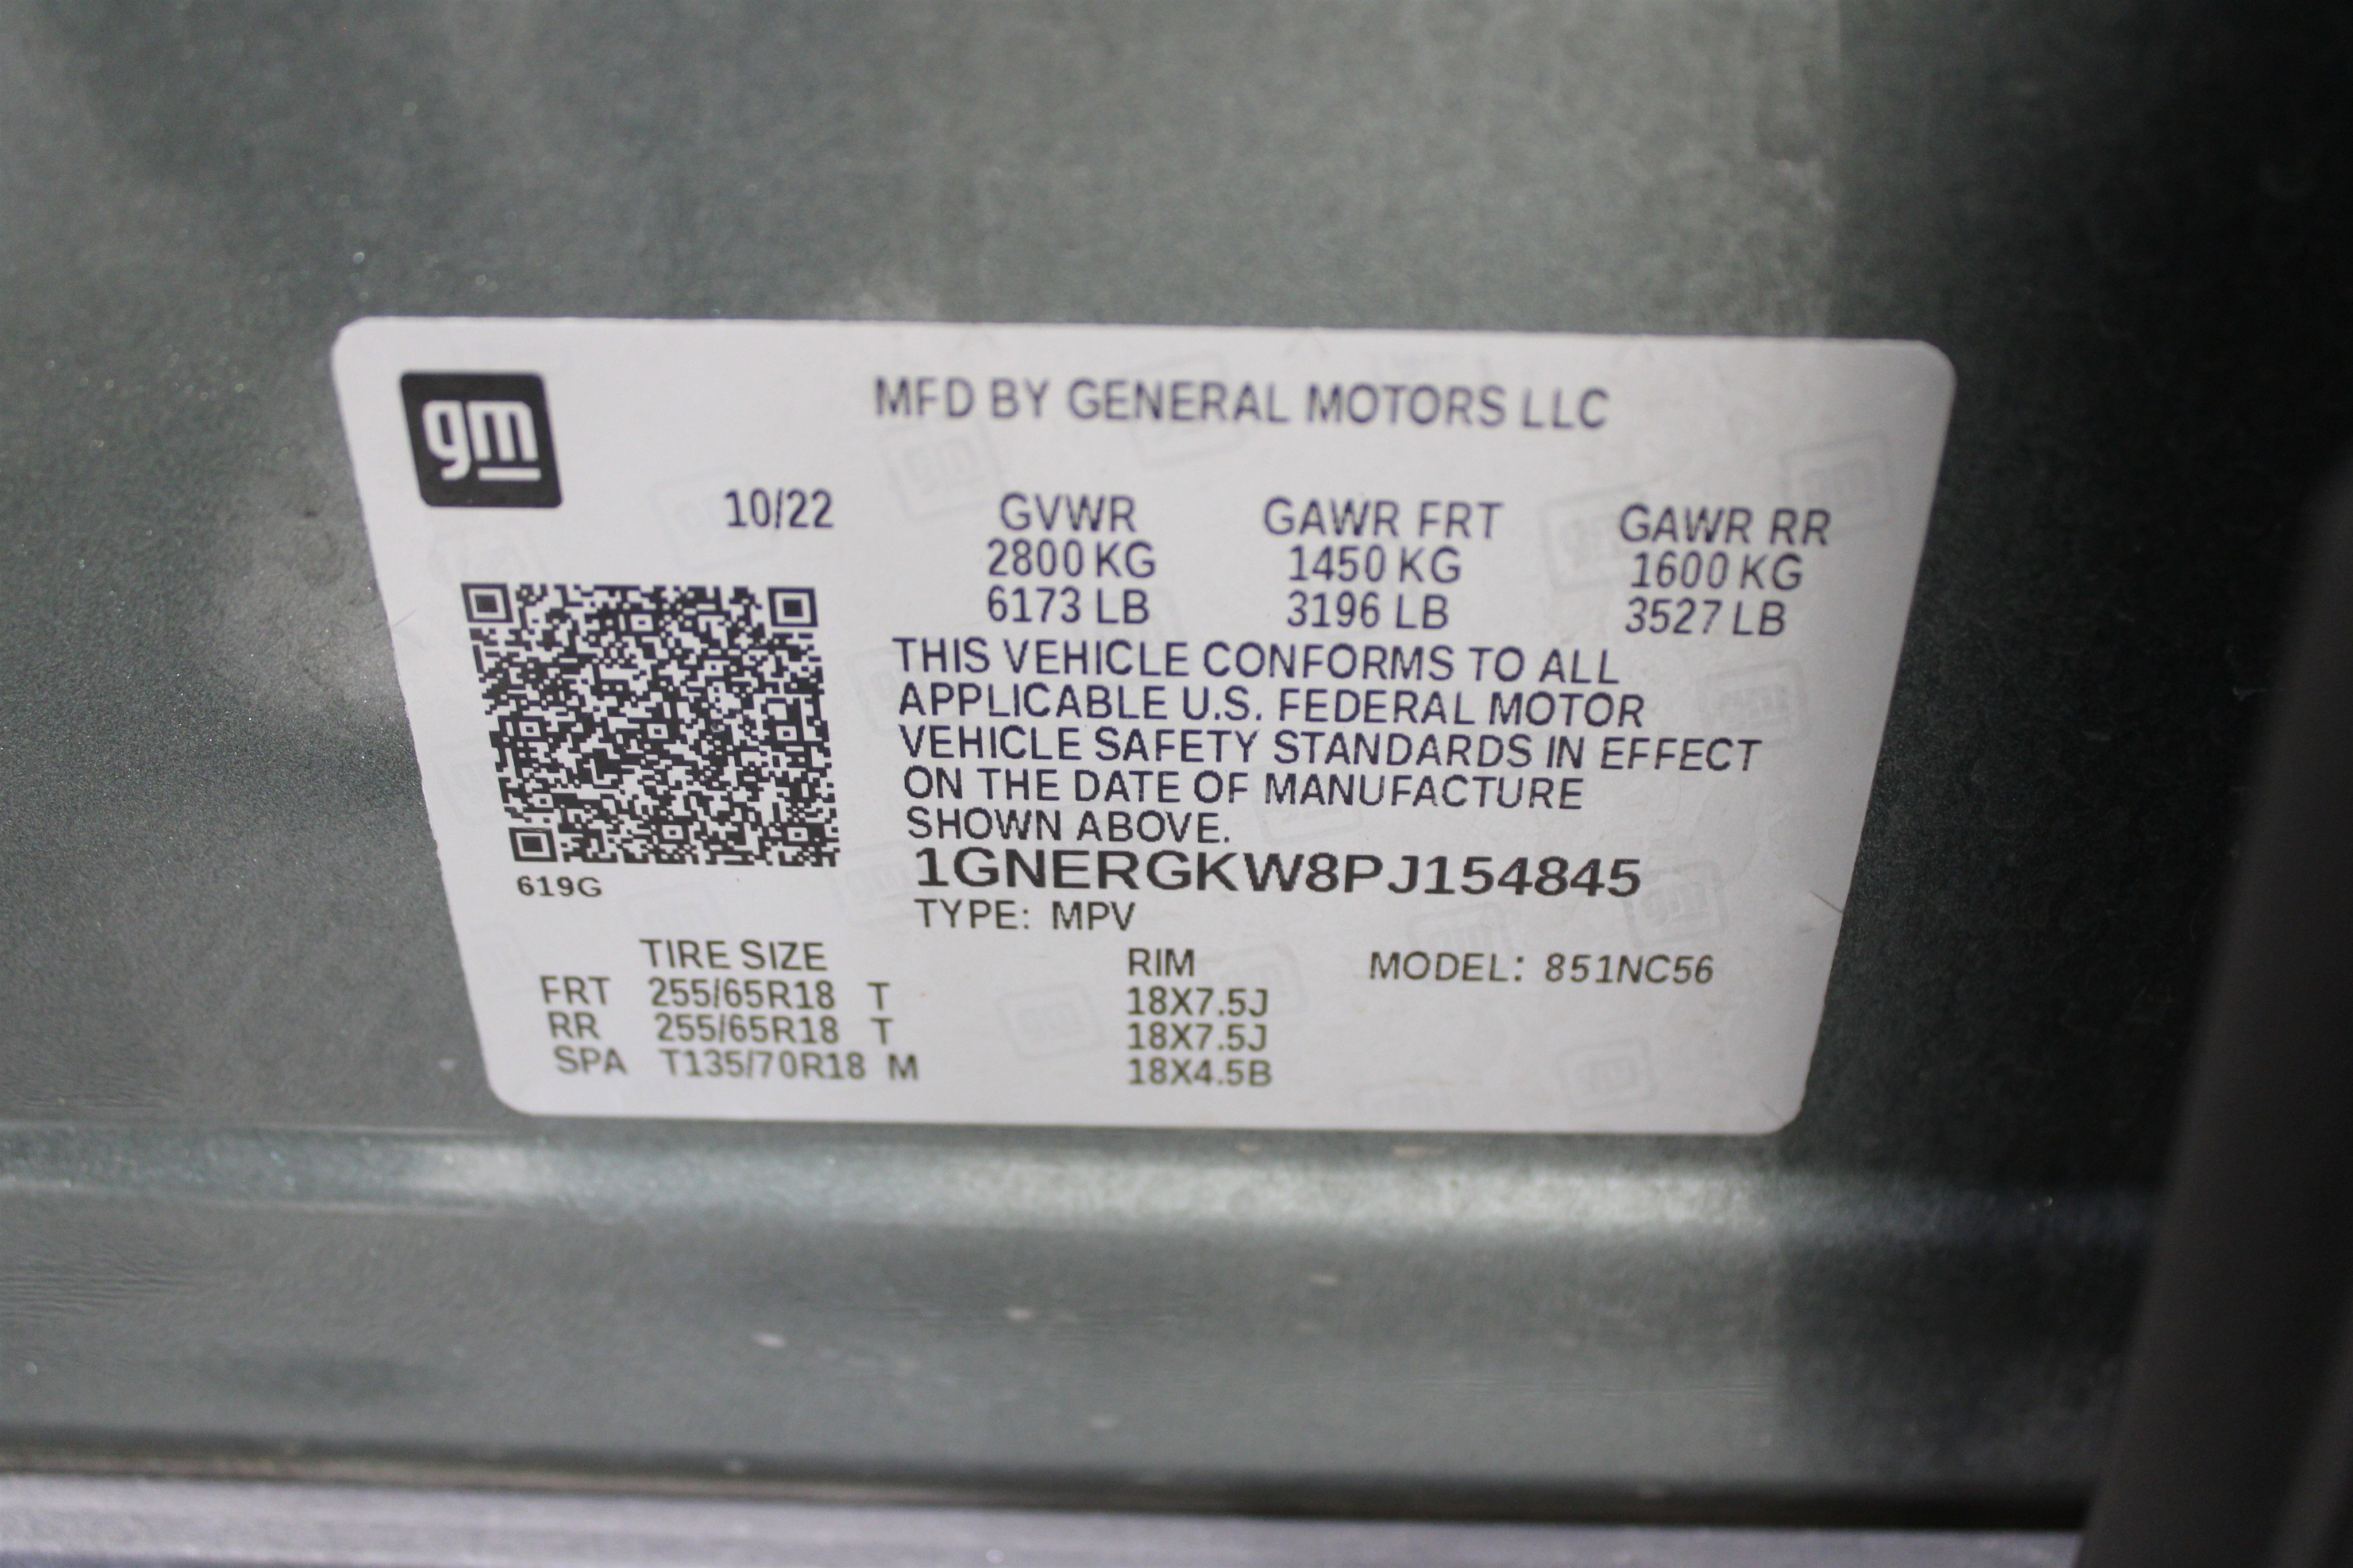 gm
MFD BY GENERAL MOTORS LLC
10/22 GVWR GAWR FRT GAWR RR
2800 KG 1450 KG 1600 KG
6173 LB 3196 LB 3527 LB
THIS VEHICLE CONFORMS TO ALL
APPLICABLE U.S. FEDERAL MOTOR
VEHICLE SAFETY STANDARDS IN EFFECT
ON THE DATE OF MANUFACTURE
SHOWN ABOVE.
1GNERGKW8PJ154845
619G
TYPE: MPV
TIRE SIZE RIM MODEL: 851NC56
FRT 255/65R18 T 18X7.5J
RR 255/65R18 T 18X7.5J
SPA T135/70R18 M 18X4.5B